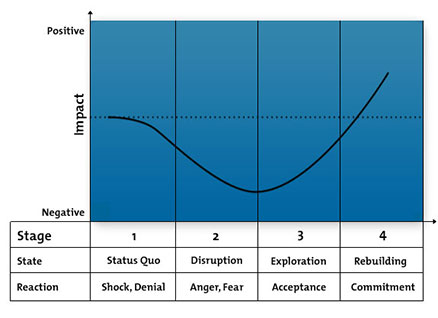 Positive
Impact
Negative
Stage 1 2 3 4
State Status Quo Disruption Exploration Rebuilding
Reaction Shock, Denial Anger, Fear Acceptance Commitment